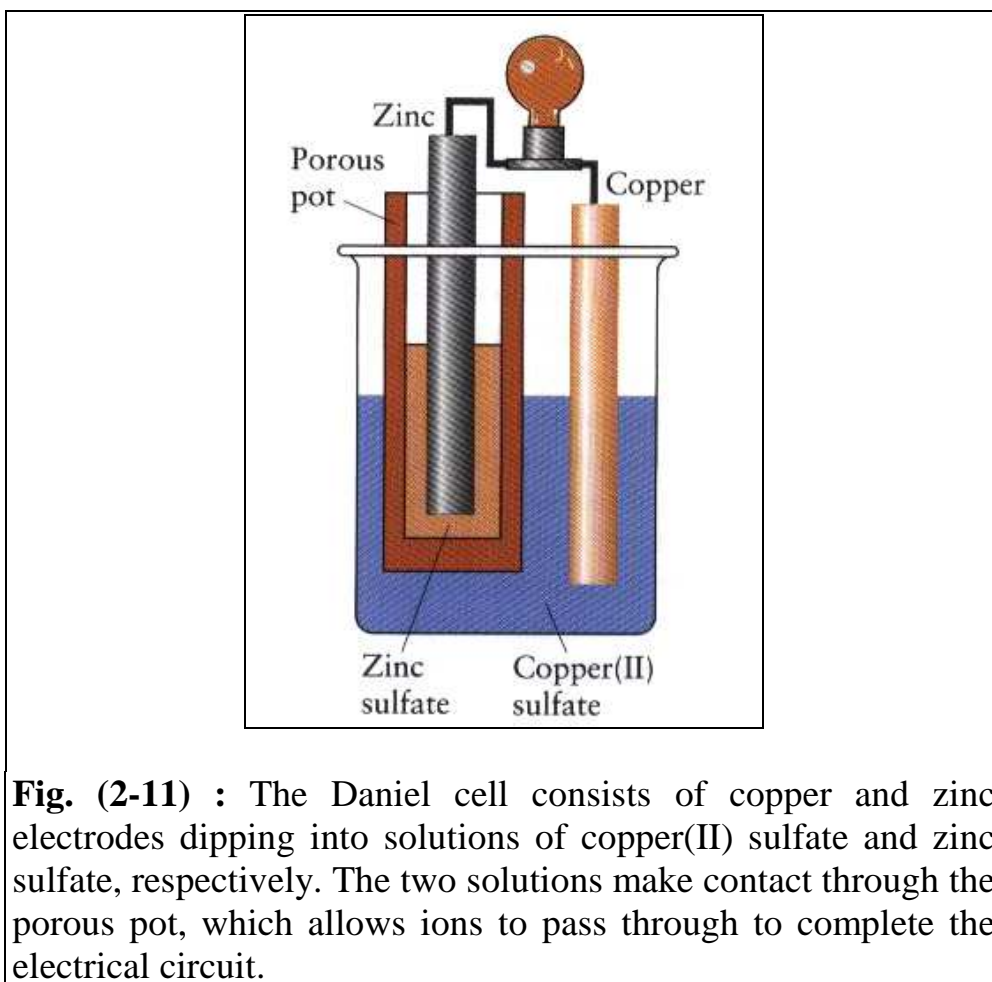 Zinc
Porous
pot
Copper
Zinc
sulfate
Copper(II)
sulfate
Fig. (2-11) : The Daniel cell consists of copper and zinc
electrodes dipping into solutions of copper(II) sulfate and zinc
sulfate, respectively. The two solutions make contact through the
porous pot, which allows ions to pass through to complete the
electrical circuit.